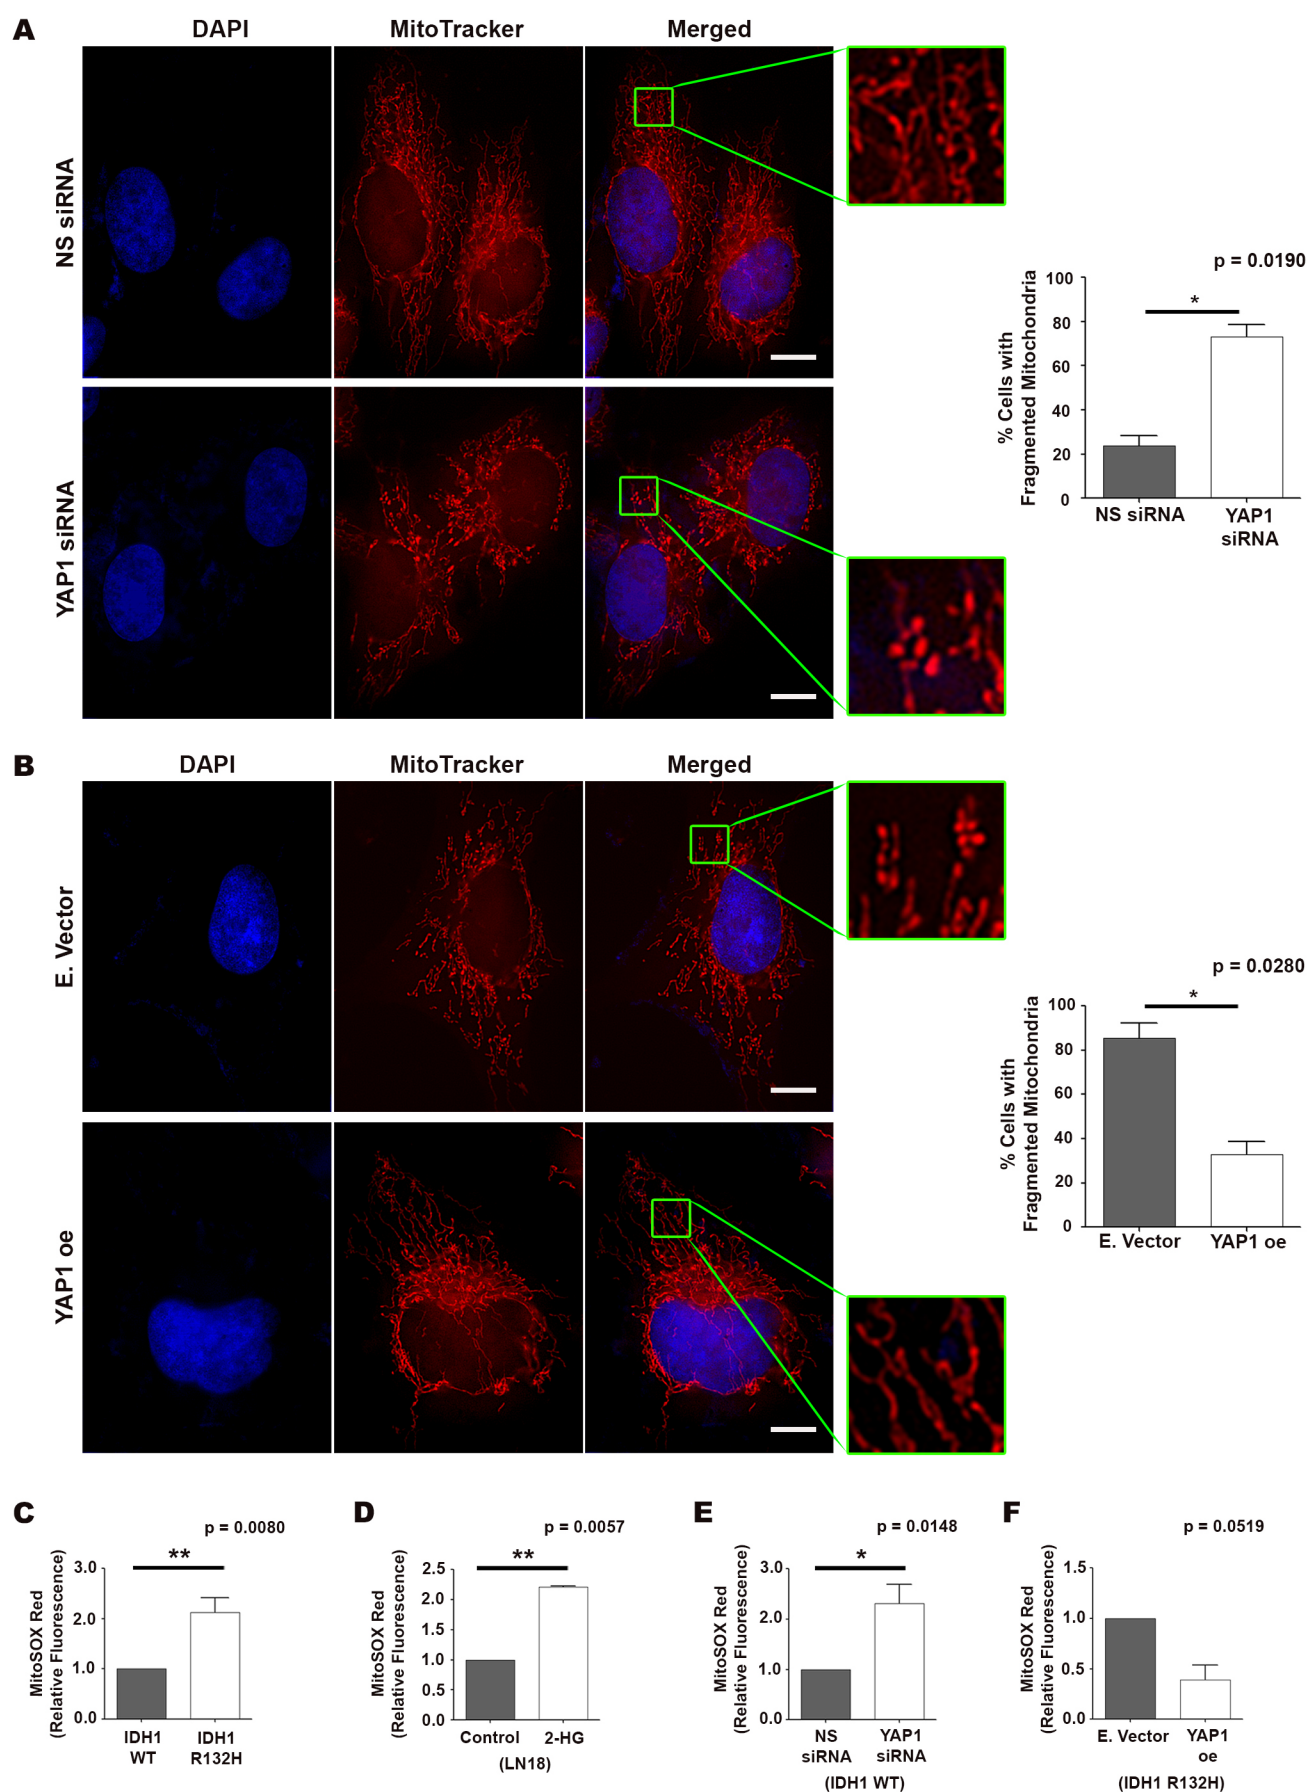 A
DAPI
MitoTracker
Merged
NS siRNA
YAP1 siRNA
p = 0.0190
*
% Cells with
Fragmented Mitochondria
100
80
60
40
20
0
NS siRNA
YAP1
siRNA
B
DAPI
MitoTracker
Merged
E. Vector
YAP1 oe
p = 0.0280
*
% Cells with
Fragmented Mitochondria
100
80
60
40
20
0
E. Vector
YAP1 oe
C
p = 0.0080
**
MitoSOX Red
(Relative Fluorescence)
3.0
2.0
1.0
0.0
IDH1
WT
IDH1
R132H
D
p = 0.0057
**
MitoSOX Red
(Relative Fluorescence)
2.5
2.0
1.5
1.0
0.5
0.0
Control
2-HG
(LN18)
E
p = 0.0148
*
MitoSOX Red
(Relative Fluorescence)
3.0
2.0
1.0
0.0
NS
siRNA
YAP1
siRNA
(IDH1 WT)
F
p = 0.0519
MitoSOX Red
(Relative Fluorescence)
1.5
1.0
0.5
0.0
E. Vector
YAP1
oe
(IDH1 R132H)